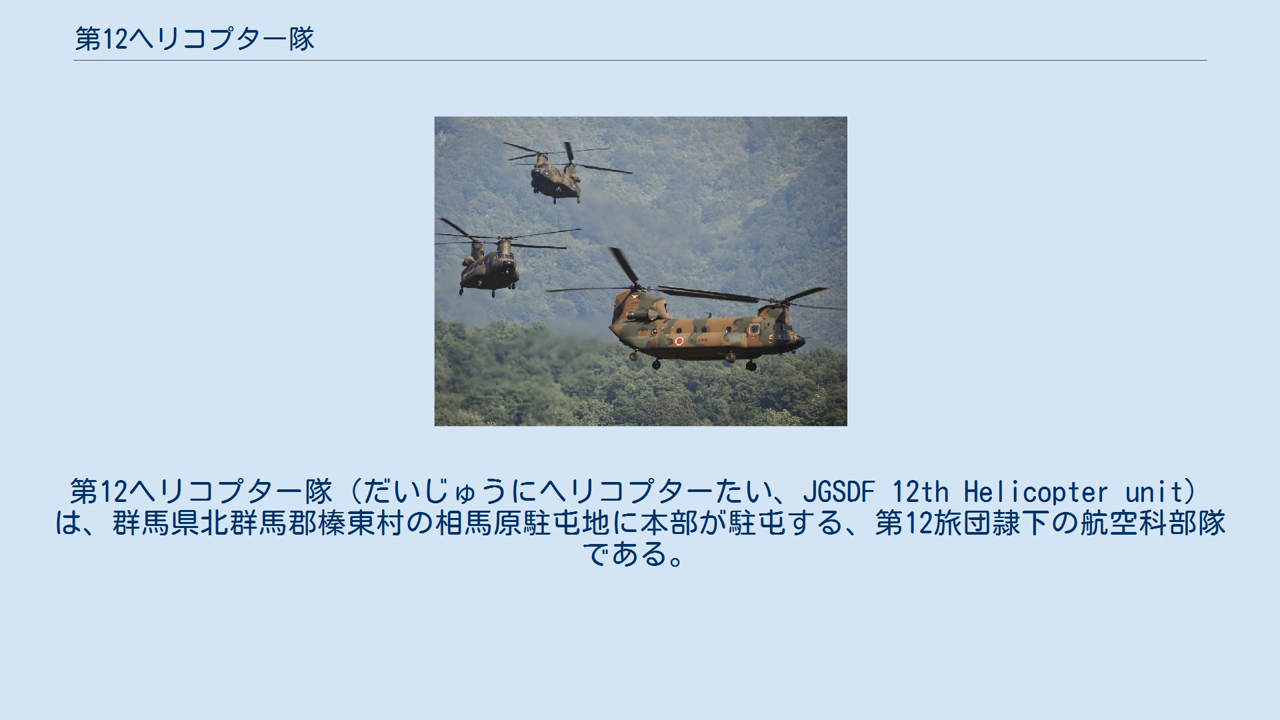 第12ヘリコプター隊
第12ヘリコプター隊（だいじゅうにヘリコプターたい、JGSDF 12th Helicopter unit）
は、群馬県北群馬郡榛東村の相馬原駐屯地に本部が駐屯する、第12旅団隷下の航空科部隊
である。